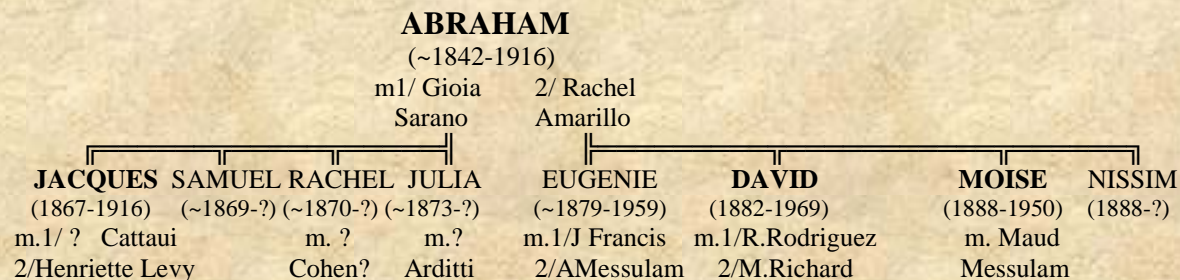 ABRAHAM
(~1842-1916)
m1/ Gioia 2/ Rachel
Sarano Amarillo
JACQUES SAMUEL RACHEL JULIA EUGENIE DAVID MOISE NISSIM
(1867-1916) (~1869-?) (~1870-?) (~1873-?) (~1879-1959) (1882-1969) (1888-1950) (1888-?)
m.1/ ? Cattaui m. ? m.? m.1/J Francis m.1/R.Rodriguez m. Maud
2/Henriette Levy Cohen? Arditti 2/AMessulam 2/M.Richard Messulam